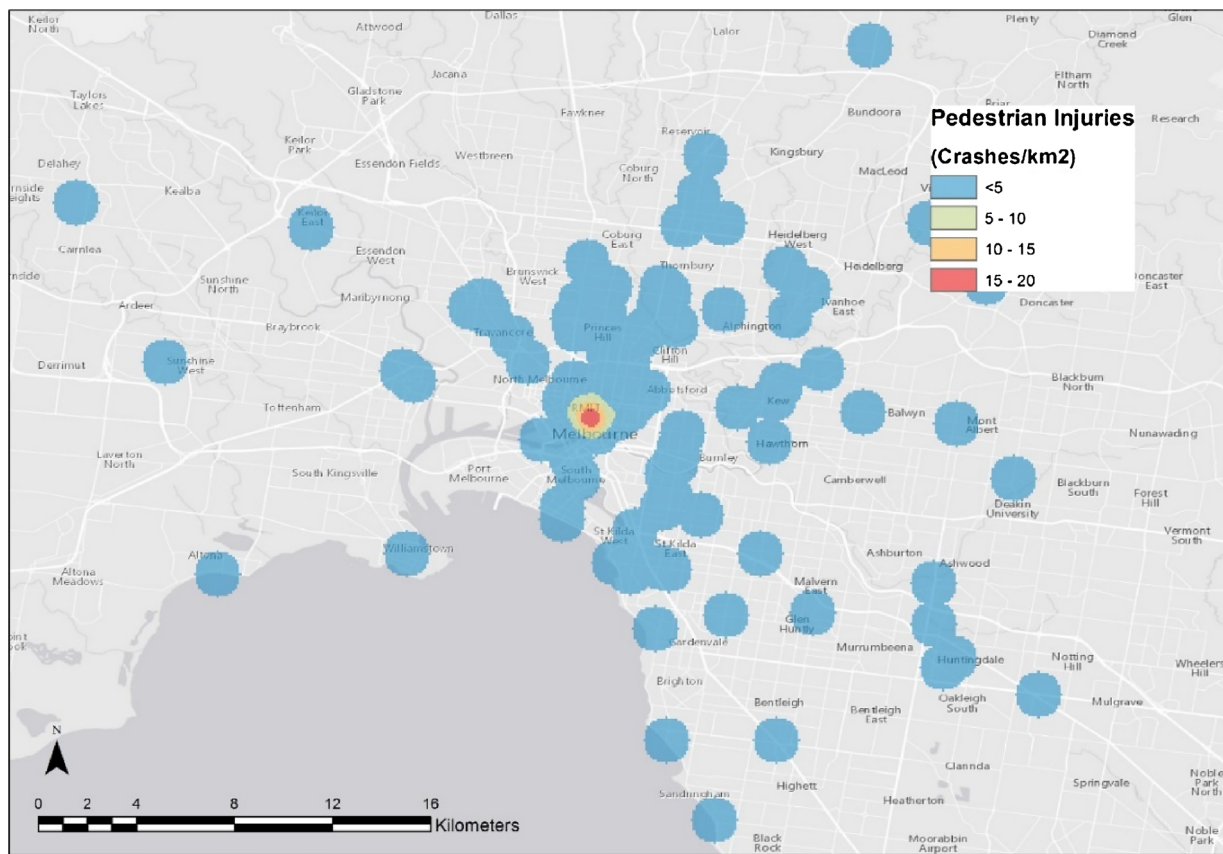 Keilor
North
Attwood
Dallas
Lalor
Plenty
Glen
Diamond
Creek
Jacana
Eltham
North
Taylors
Lakes
Gladstone
Park
Fawkner
Bundoora
Briar
Research
Keilor
Park
Reservoir
Pedestrian Injuries
(Crashes/km2)
<5
5 - 10
10 - 15
15 - 20
Delahey
Essendon Fields
Westbreen
Coburg
North
Kingsbury
MacLeod
Kealba
Keilor
East
Cairnlea
Essendon
West
Coburg
East
Heidelberg
West
Sunshine
North
Brunswick
West
Thornbury
Heidelberg
Doncaster
East
Maribyrnong
Ivanhoe
East
Doncaster
Ardeer
Braybrook
Travancore
Princes
Hill
Alphington
Derrimut
Sunshine
West
Clifton
Hill
North Melbourne
Abbotsford
Blackburn
North
Tottenham
RMIT
Kew
Balwyn
Mont
Albert
Melbourne
Hawthorn
Nunawading
Laverton
North
South Kingsville
Port
Melbourne
South
Melbourne
Burnley
Camberwell
Blackburn
South
Forest
Hill
Deakin
University
St Kilda
West
St Kilda
East
Vermont
South
Altona
Williamstown
Ashburton
Ashwood
Altona
Meadows
Malvern
East
Glen
Huntly
Gardenvale
Murrumbeena
Huntingdale
Notting
Hill
Wheelers
Hill
Brighton
Oakleigh
South
Mulgrave
Bentleigh
Bentleigh
East
N
Clarinda
Springvale
Noble
Park
North
Highett
Sandringham
Heatherton
0 2 4 8 12 16
Kilometers
Black
Rock
Moorabbin
Airport
Noble
Park